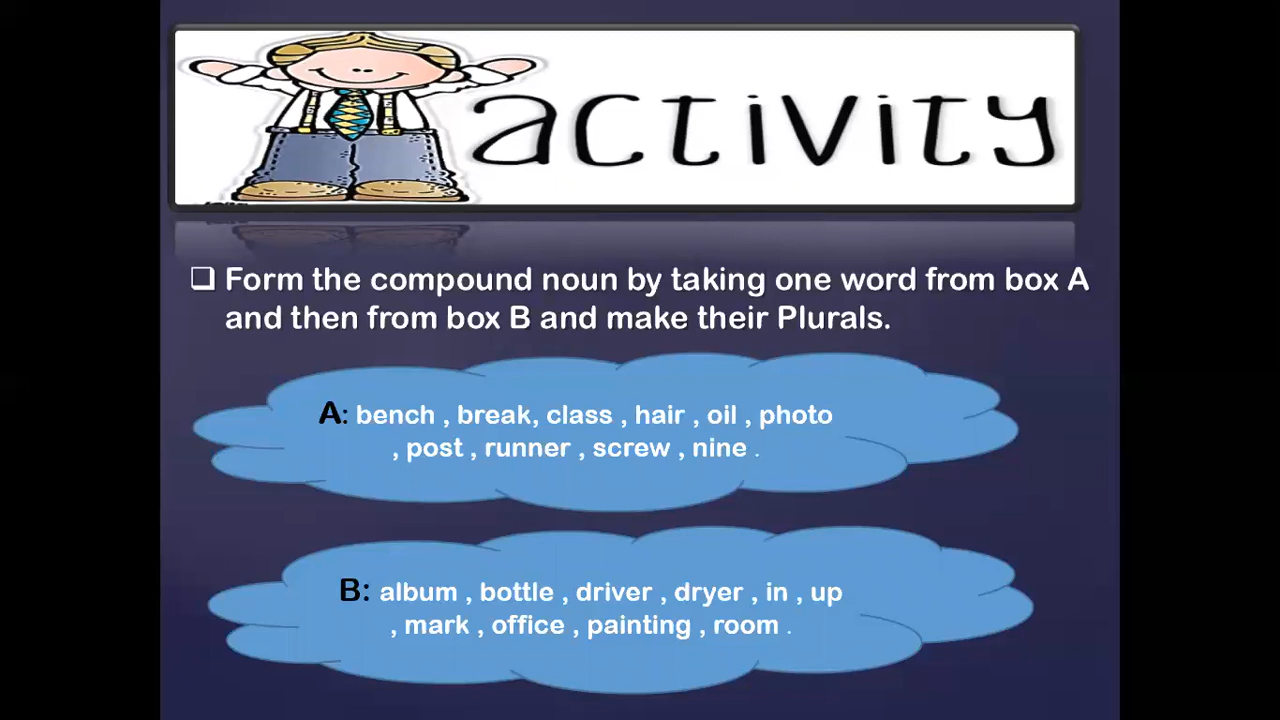 activity
❑ Form the compound noun by taking one word from box A
and then from box B and make their Plurals.
A: bench , break, class , hair , oil , photo
, post , runner , screw , nine .
B: album , bottle , driver , dryer , in , up
, mark , office , painting , room .